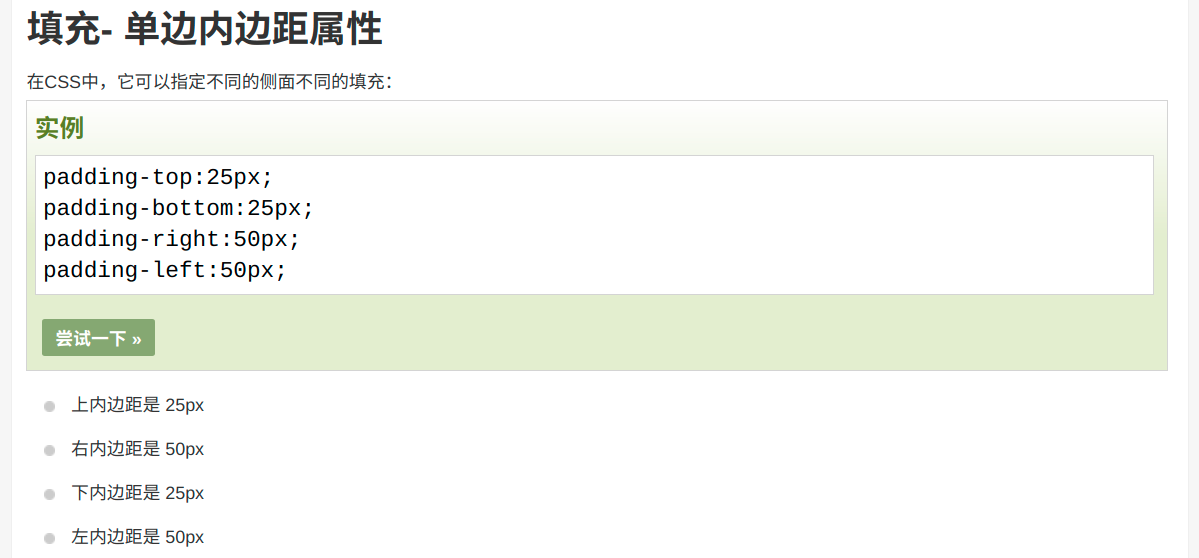 填充- 单边内边距属性
在CSS中，它可以指定不同的侧面不同的填充：
实例
padding-top:25px;
padding-bottom:25px;
padding-right:50px;
padding-left:50px;
尝试一下 »
上内边距是 25px
右内边距是 50px
下内边距是 25px
左内边距是 50px